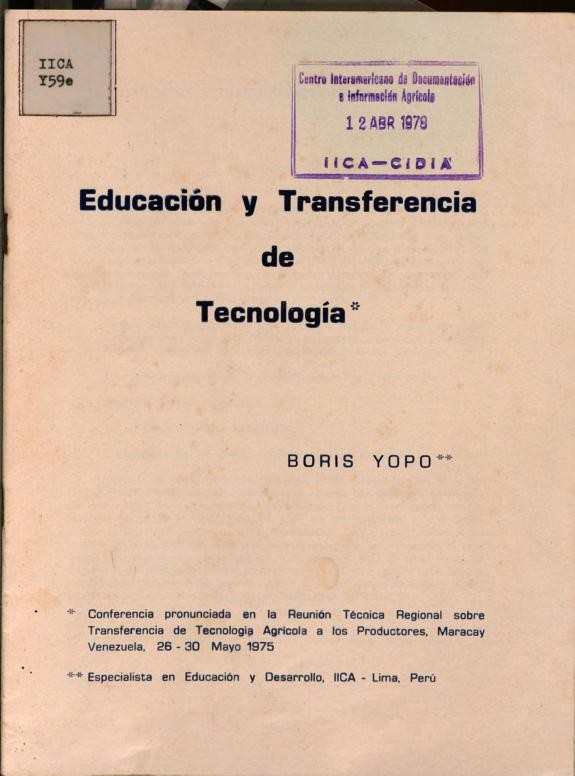 IICA
Y59e
Centro Interamericano de Documentación
e Información Agrícola
12 ABR 1978
IICA-CIDIA
Educación y Transferencia
de
Tecnología*
BORIS YOPO**
* Conferencia pronunciada en la Reunión Técnica Regional sobre
Transferencia de Tecnología Agrícola a los Productores, Maracay
Venezuela, 26 - 30 Mayo 1975
** Especialista en Educación y Desarrollo, IICA - Lima, Perú